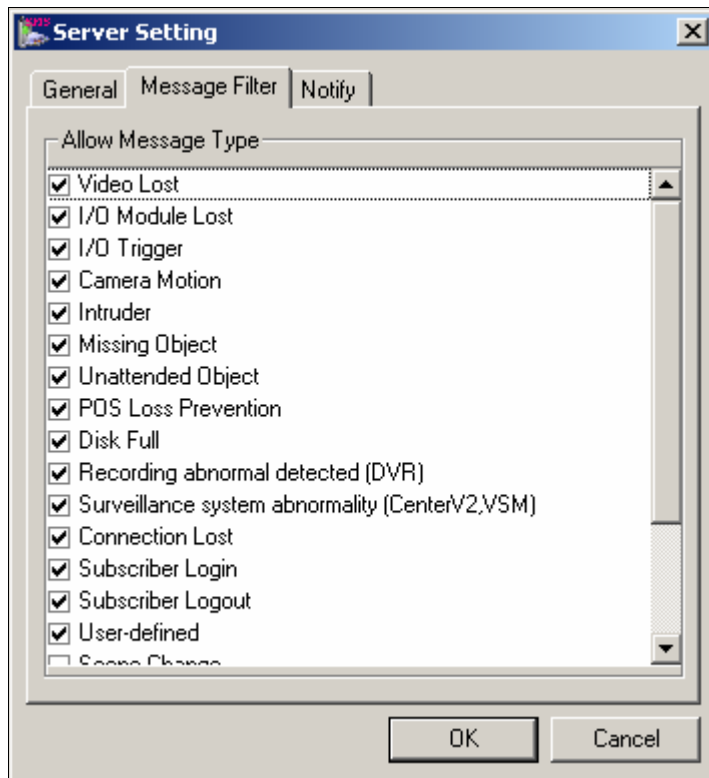 Server Setting
General Message Filter Notify
Allow Message Type
Video Lost
I/O Module Lost
I/O Trigger
Camera Motion
Intruder
Missing Object
Unattended Object
POS Loss Prevention
Disk Full
Recording abnormal detected (DVR)
Surveillance system abnormality (CenterV2,VSM)
Connection Lost
Subscriber Login
Subscriber Logout
User-defined
Scene Change
OK Cancel